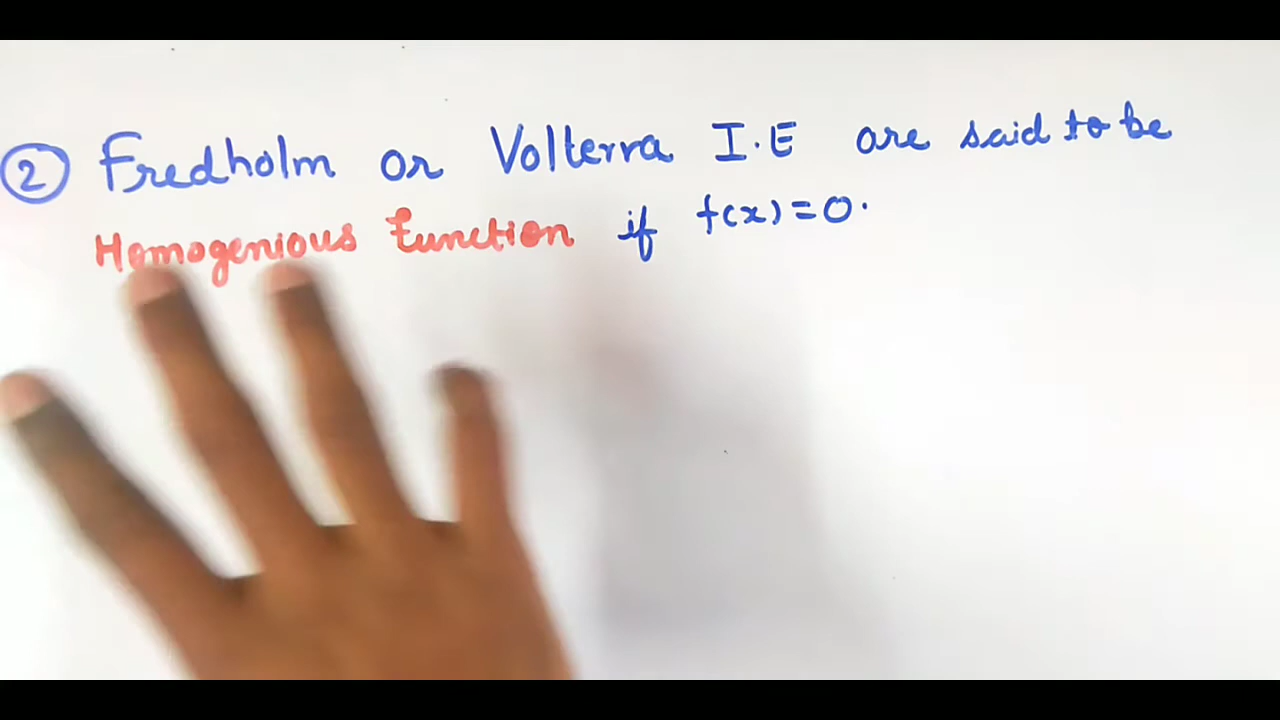 ② Fredholm or Volterra I.E are said to be
Homogenious Function if f(x)=0.